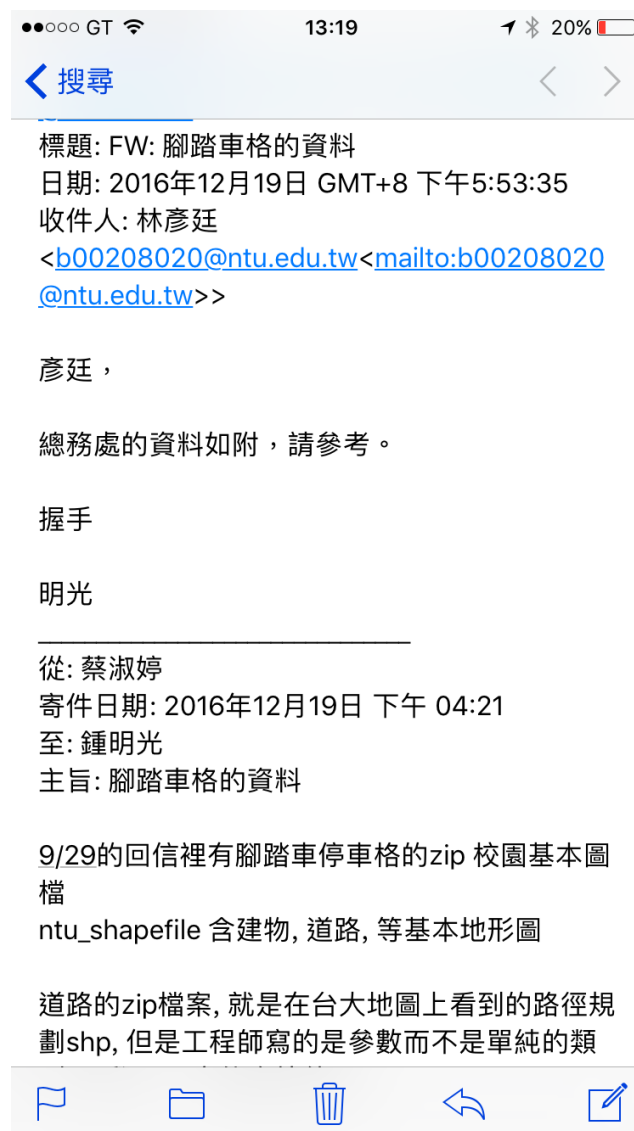 GT 13:19 20%
搜尋
標題: FW: 腳踏車格的資料
日期: 2016年12月19日 GMT+8 下午5:53:35
收件人: 林彥廷
<b00208020@ntu.edu.tw<mailto:b00208020
@ntu.edu.tw>>
彥廷，
總務處的資料如附，請參考。
握手
明光
________________________________
從: 蔡淑婷
寄件日期: 2016年12月19日 下午 04:21
至: 鍾明光
主旨: 腳踏車格的資料
9/29的回信裡有腳踏車停車格的zip 校園基本圖
檔
ntu_shapefile 含建物, 道路, 等基本地形圖
道路的zip檔案, 就是在台大地圖上看到的路徑規
劃shp, 但是工程師寫的是參數而不是單純的類